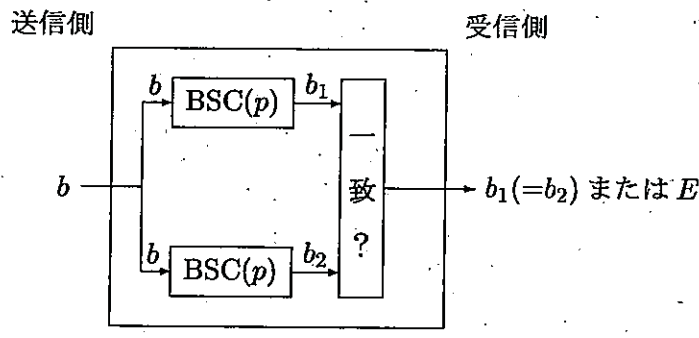 送信側
受信側
b BSC(p) b₁
一致?
b
b₁(=b₂) または E
b BSC(p) b₂